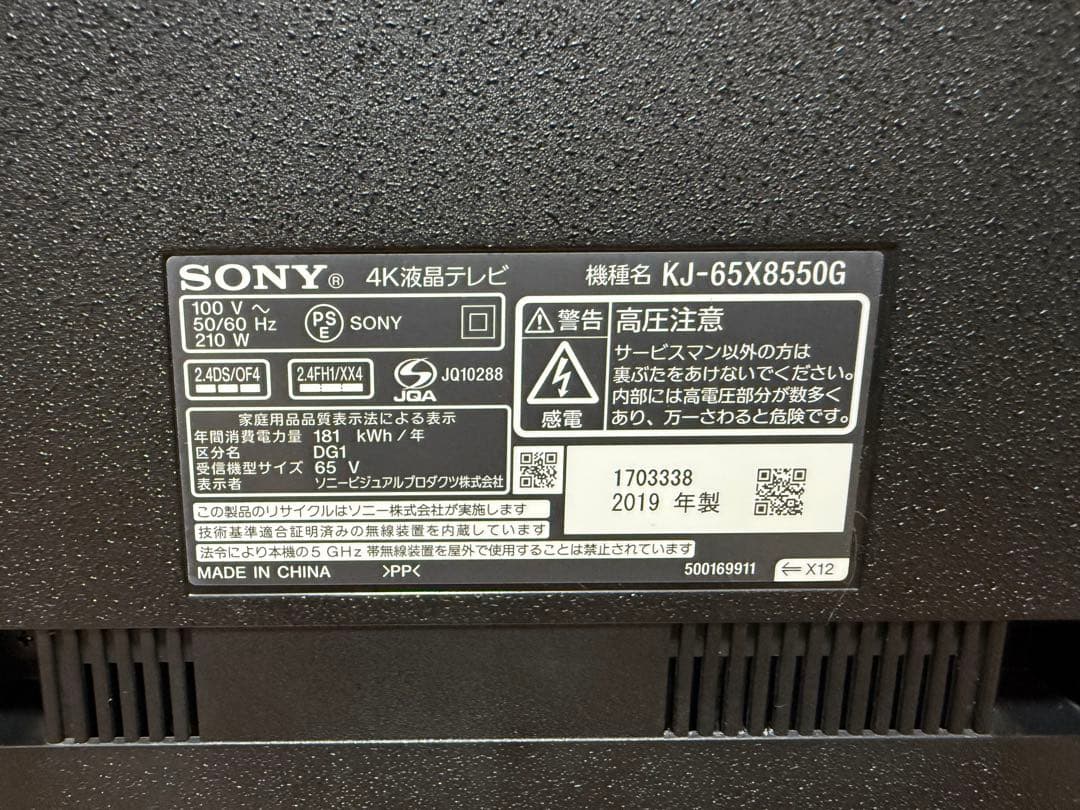 SONY® 4K液晶テレビ 機種名 KJ-65X8550G
100 V ～
50/60 Hz
210 W
PS
E
SONY
警告 高圧注意
感電
サービスマン以外の方は
裏ぶたをあけないでください。
内部には高電圧部分が数多く
あり、万一さわると危険です。
2.4DS/OF4
2.4FH1/XX4
JQA
JQ10288
家庭用品品質表示法による表示
年間消費電力量 181 kWh/年
区分名 DG1
受信機型サイズ 65 V
表示者 ソニービジュアルプロダクツ株式会社
1703338
2019 年製
この製品のリサイクルはソニー株式会社が実施します
技術基準適合証明済みの無線装置を内蔵しています
法令により本機の5 GHz 帯無線装置を屋外で使用することは禁止されています
MADE IN CHINA >PP< 500169911 ⇐ X12